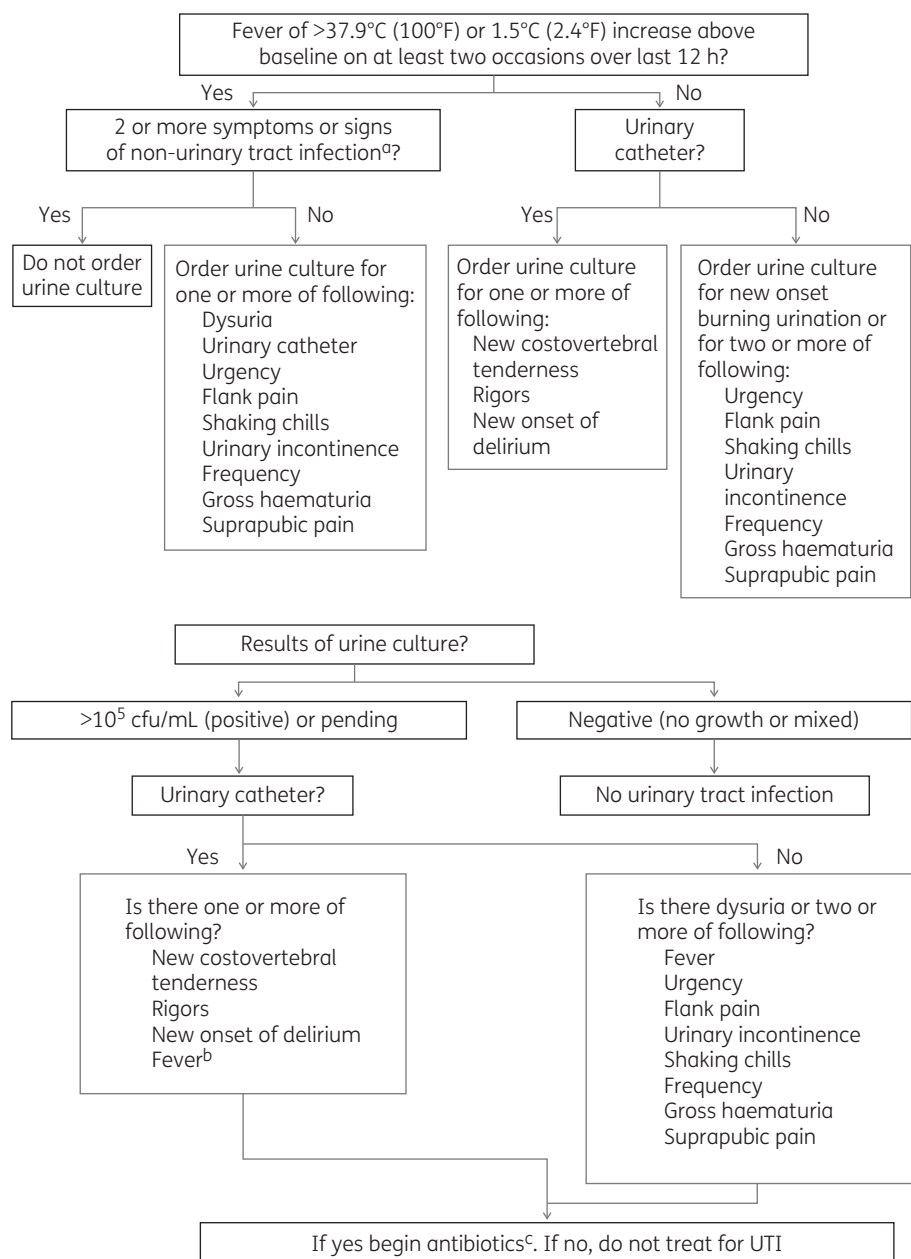 Fever of >37.9°C (100°F) or 1.5°C (2.4°F) increase above
baseline on at least two occasions over last 12 h?
Yes
No
2 or more symptoms or signs
of non-urinary tract infectionᵃ?
Urinary
catheter?
Yes
No
Yes
No
Do not order
urine culture
Order urine culture for
one or more of following:
Dysuria
Urinary catheter
Urgency
Flank pain
Shaking chills
Urinary incontinence
Frequency
Gross haematuria
Suprapubic pain
Order urine culture
for one or more of
following:
New costovertebral
tenderness
Rigors
New onset of
delirium
Order urine culture
for new onset
burning urination or
for two or more of
following:
Urgency
Flank pain
Shaking chills
Urinary
incontinence
Frequency
Gross haematuria
Suprapubic pain
Results of urine culture?
>10⁵ cfu/mL (positive) or pending
Negative (no growth or mixed)
Urinary catheter?
No urinary tract infection
Yes
No
Is there one or more of
following?
New costovertebral
tenderness
Rigors
New onset of delirium
Feverᵇ
Is there dysuria or two or
more of following?
Fever
Urgency
Flank pain
Urinary incontinence
Shaking chills
Frequency
Gross haematuria
Suprapubic pain
If yes begin antibioticsᶜ. If no, do not treat for UTI